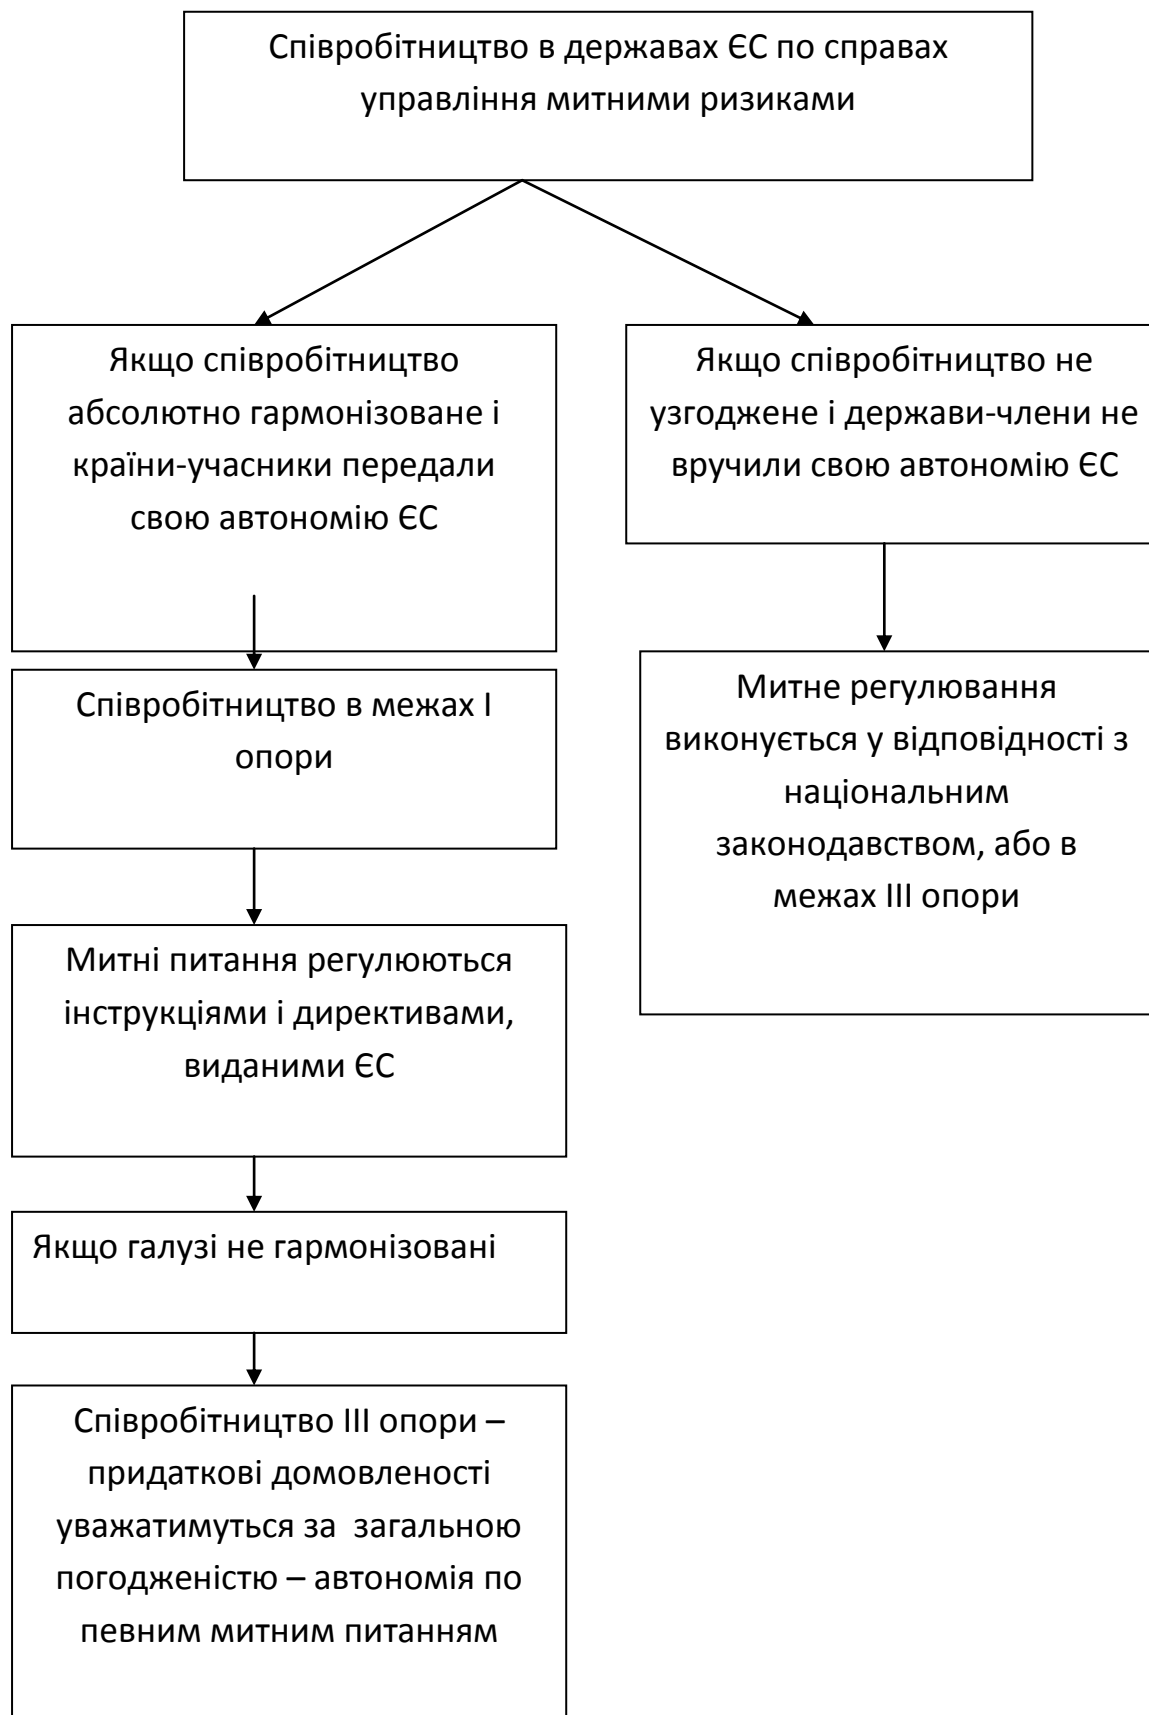 Співробітництво в державах ЄС по справах
управління митними ризиками
Якщо співробітництво
абсолютно гармонізоване і
країни-учасники передали
свою автономію ЄС
Якщо співробітництво не
узгоджене і держави-члени не
вручили свою автономію ЄС
Співробітництво в межах І
опори
Митне регулювання
виконується у відповідності з
національним
законодавством, або в
межах ІІІ опори
Митні питання регулюються
інструкціями і директивами,
виданими ЄС
Якщо галузі не гармонізовані
Співробітництво ІІІ опори –
придаткові домовленості
уважатимуться за  загальною
погодженістю – автономія по
певним митним питанням